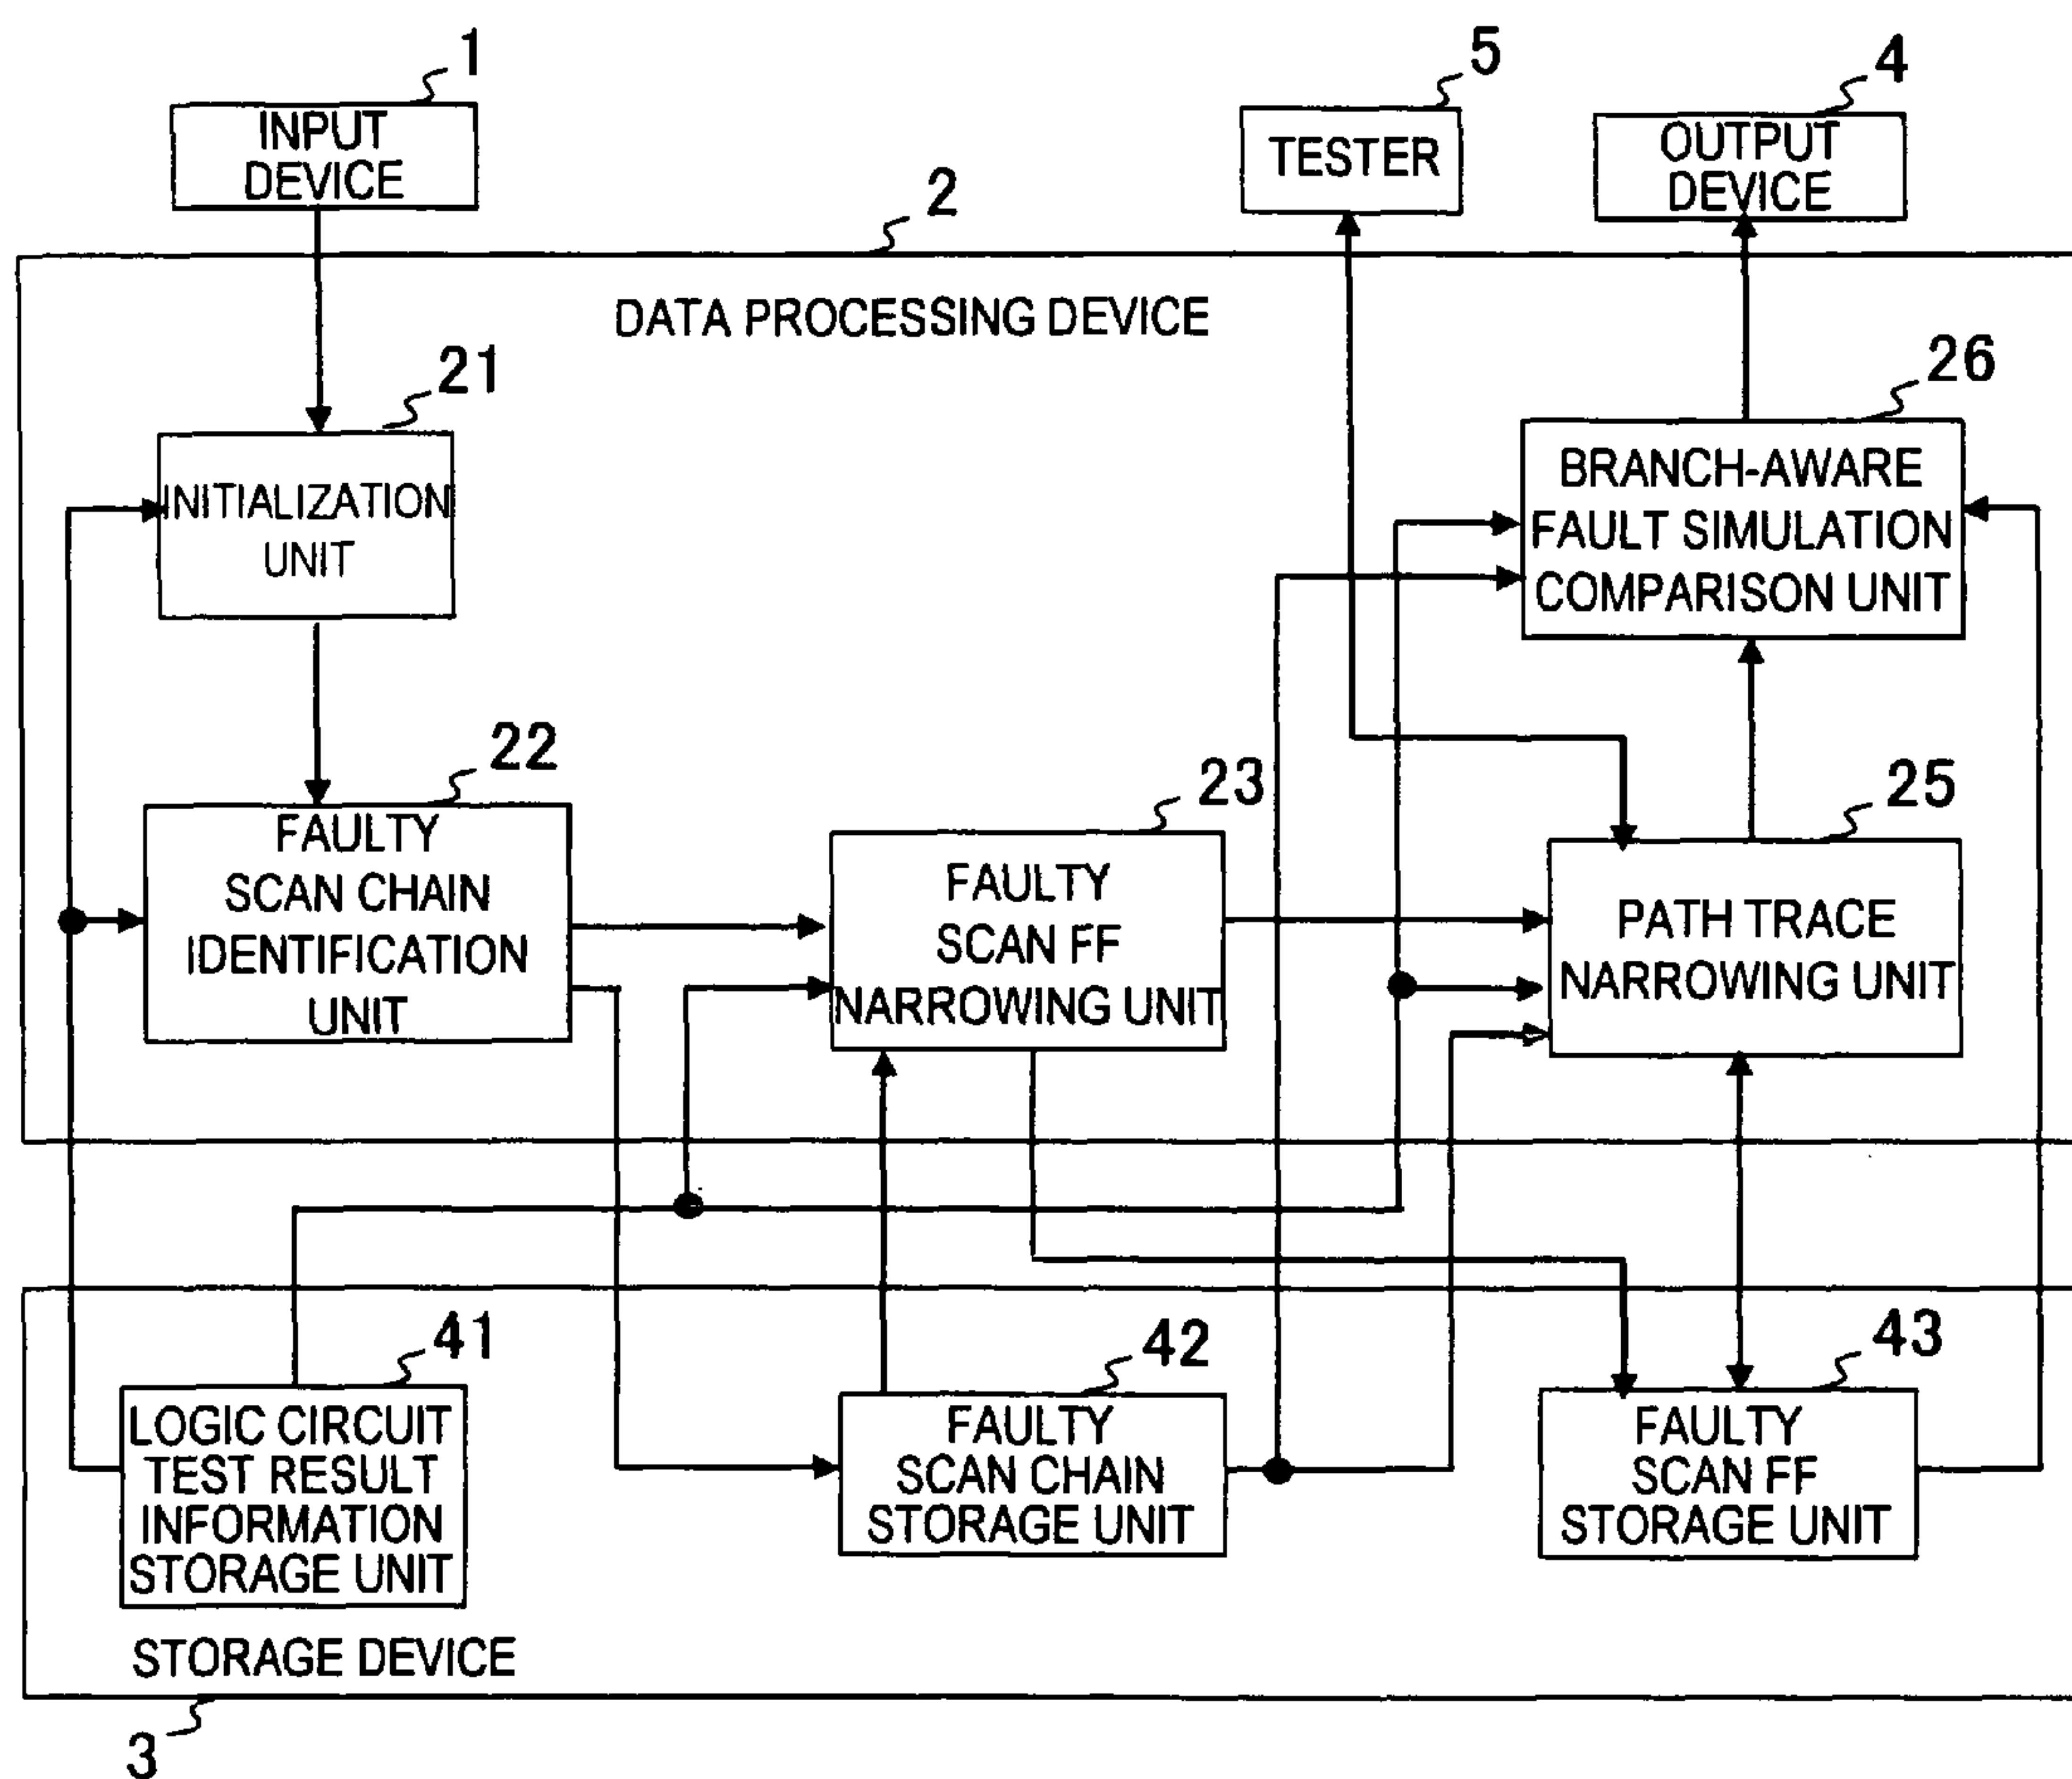 1
INPUT
DEVICE
5
TESTER
4
OUTPUT
DEVICE
2
DATA PROCESSING DEVICE
21
INITIALIZATION
UNIT
26
BRANCH-AWARE
FAULT SIMULATION
COMPARISON UNIT
22
FAULTY
SCAN CHAIN
IDENTIFICATION
UNIT
23
FAULTY
SCAN FF
NARROWING UNIT
25
PATH TRACE
NARROWING UNIT
41
LOGIC CIRCUIT
TEST RESULT
INFORMATION
STORAGE UNIT
42
FAULTY
SCAN CHAIN
STORAGE UNIT
43
FAULTY
SCAN FF
STORAGE UNIT
STORAGE DEVICE
3